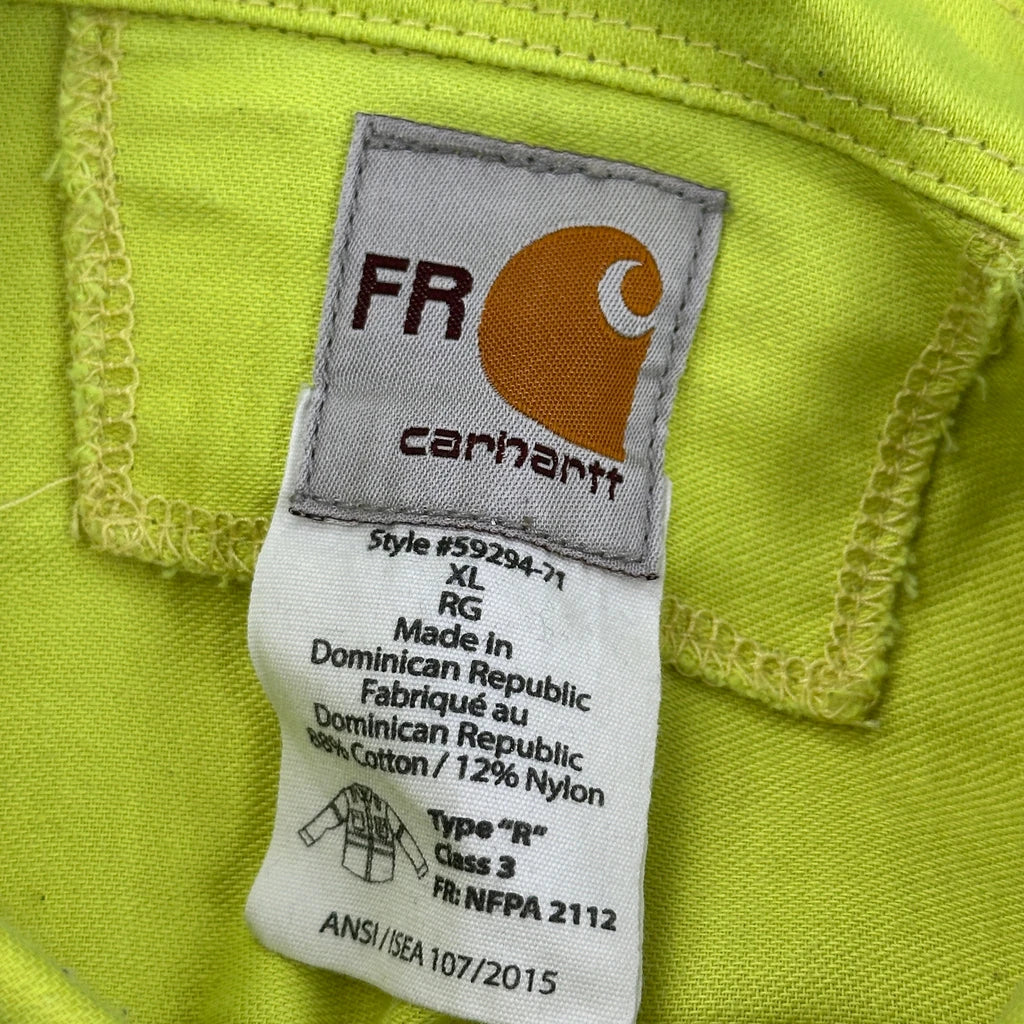 FR
carhartt
Style #59294-71
XL
RG
Made in
Dominican Republic
Fabriqué au
Dominican Republic
88% Cotton / 12% Nylon
Type "R"
Class 3
FR: NFPA 2112
ANSI / ISEA 107/2015